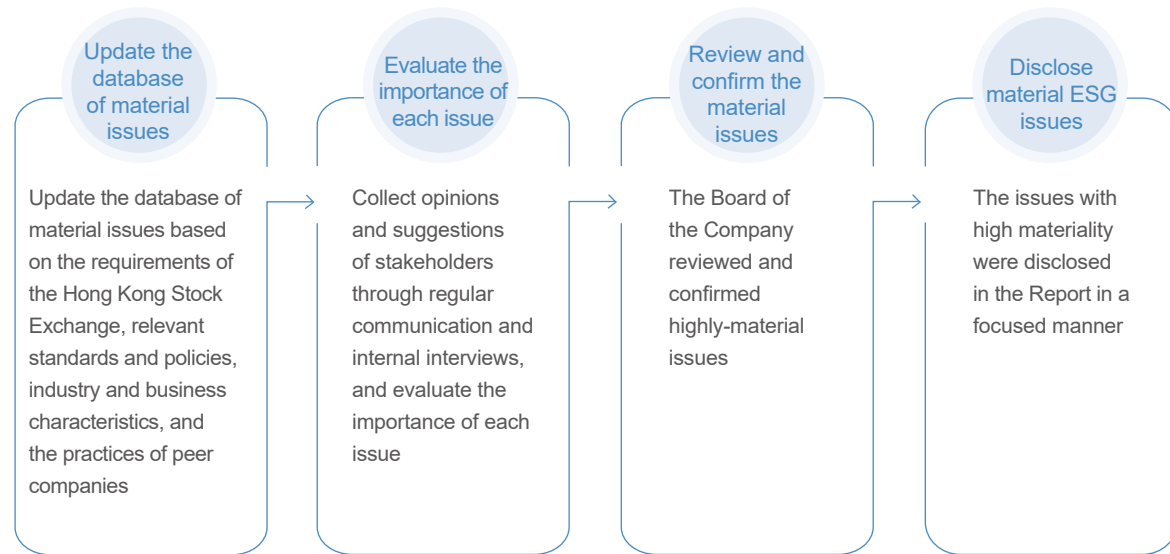 Update the
database
of material
issues
Update the database of
material issues based
on the requirements of
the Hong Kong Stock
Exchange, relevant
standards and policies,
industry and business
characteristics, and
the practices of peer
companies
Evaluate the
importance of
each issue
Collect opinions
and suggestions
of stakeholders
through regular
communication and
internal interviews,
and evaluate the
importance of each
issue
Review and
confirm the
material
issues
The Board of
the Company
reviewed and
confirmed
highly-material
issues
Disclose
material ESG
issues
The issues with
high materiality
were disclosed
in the Report in a
focused manner